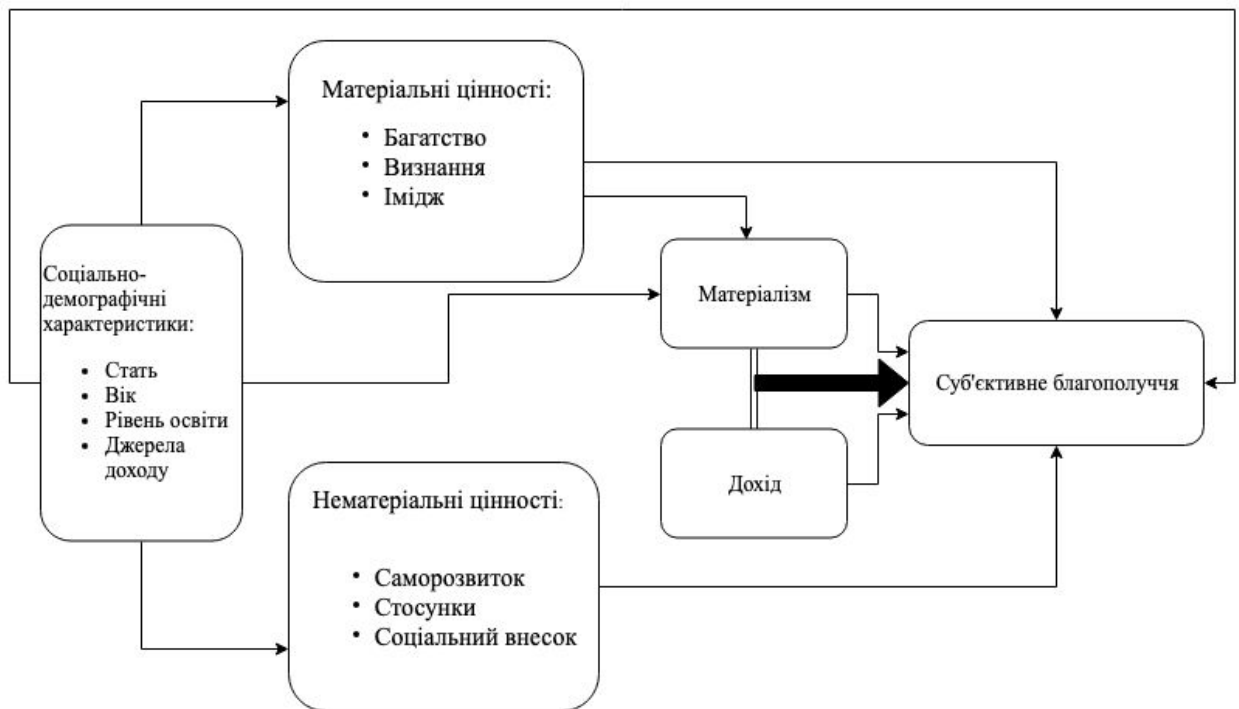 Матеріальні цінності:
• Багатство
• Визнання
• Імідж
Соціально-
демографічні
характеристики:
• Стать
• Вік
• Рівень освіти
• Джерела
доходу
Матеріалізм
Суб'єктивне благополуччя
Дохід
Нематеріальні цінності:
• Саморозвиток
• Стосунки
• Соціальний внесок